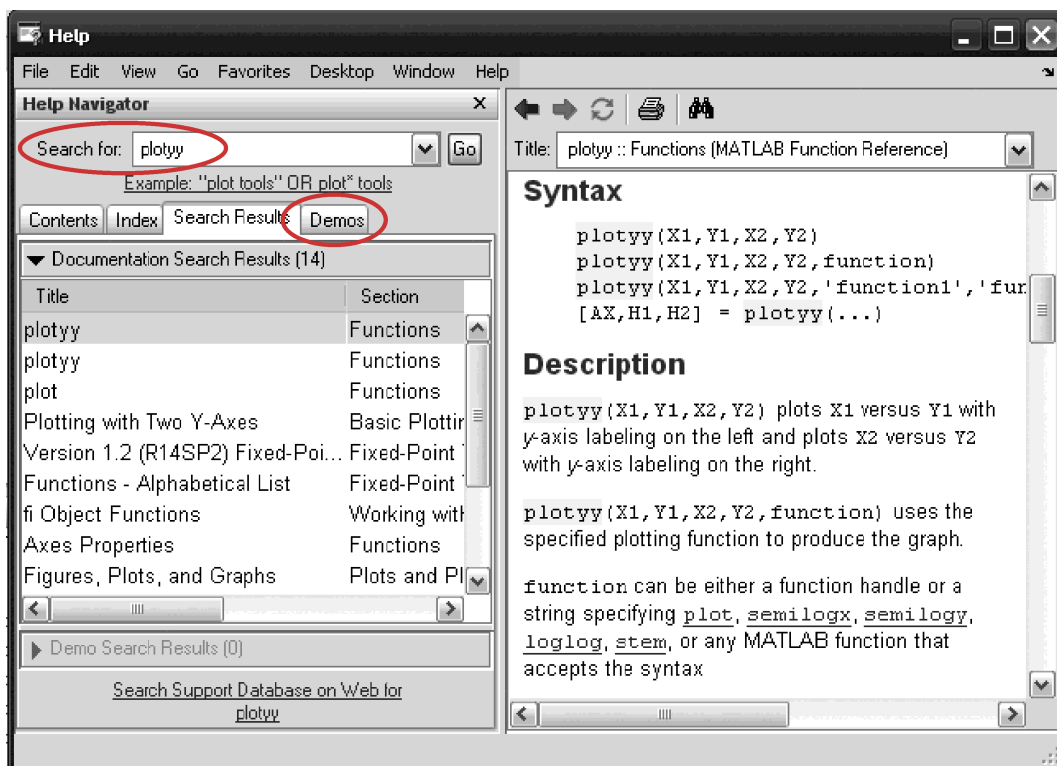 Help
File Edit View Go Favorites Desktop Window Help
Help Navigator
Search for: plotyy Go
Example: "plot tools" OR plot* tools
Contents Index Search Results Demos
Documentation Search Results (14)
Title Section
plotyy Functions
plotyy Functions
plot Functions
Plotting with Two Y-Axes Basic Plottin
Version 1.2 (R14SP2) Fixed-Poi... Fixed-Point
Functions - Alphabetical List Fixed-Point
fi Object Functions Working with
Axes Properties Functions
Figures, Plots, and Graphs Plots and Pl
Demo Search Results (0)
Search Support Database on Web for
plotyy
Title: plotyy :: Functions (MATLAB Function Reference)
Syntax
plotyy(X1,Y1,X2,Y2)
plotyy(X1,Y1,X2,Y2,function)
plotyy(X1,Y1,X2,Y2,'function1','fun
[AX,H1,H2] = plotyy(...)
Description
plotyy(X1,Y1,X2,Y2) plots X1 versus Y1 with
y-axis labeling on the left and plots X2 versus Y2
with y-axis labeling on the right.
plotyy(X1,Y1,X2,Y2,function) uses the
specified plotting function to produce the graph.
function can be either a function handle or a
string specifying plot, semilogx, semilogy,
loglog, stem, or any MATLAB function that
accepts the syntax